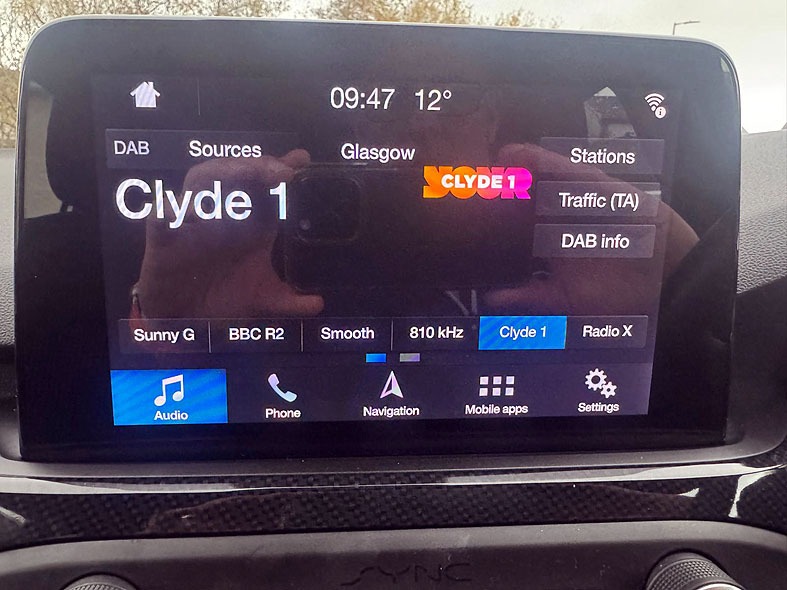 09:47 12°
DAB Sources Glasgow Stations
Clyde 1
YOUR
CLYDE 1
Traffic (TA)
DAB info
Sunny G BBC R2 Smooth 810 kHz Clyde 1 Radio X
Audio Phone Navigation Mobile apps Settings
SYNC